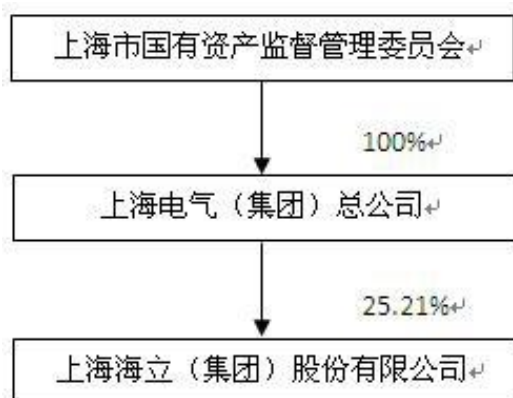 上海市国有资产监督管理委员会
100%
上海电气（集团）总公司
25.21%
上海海立（集团）股份有限公司